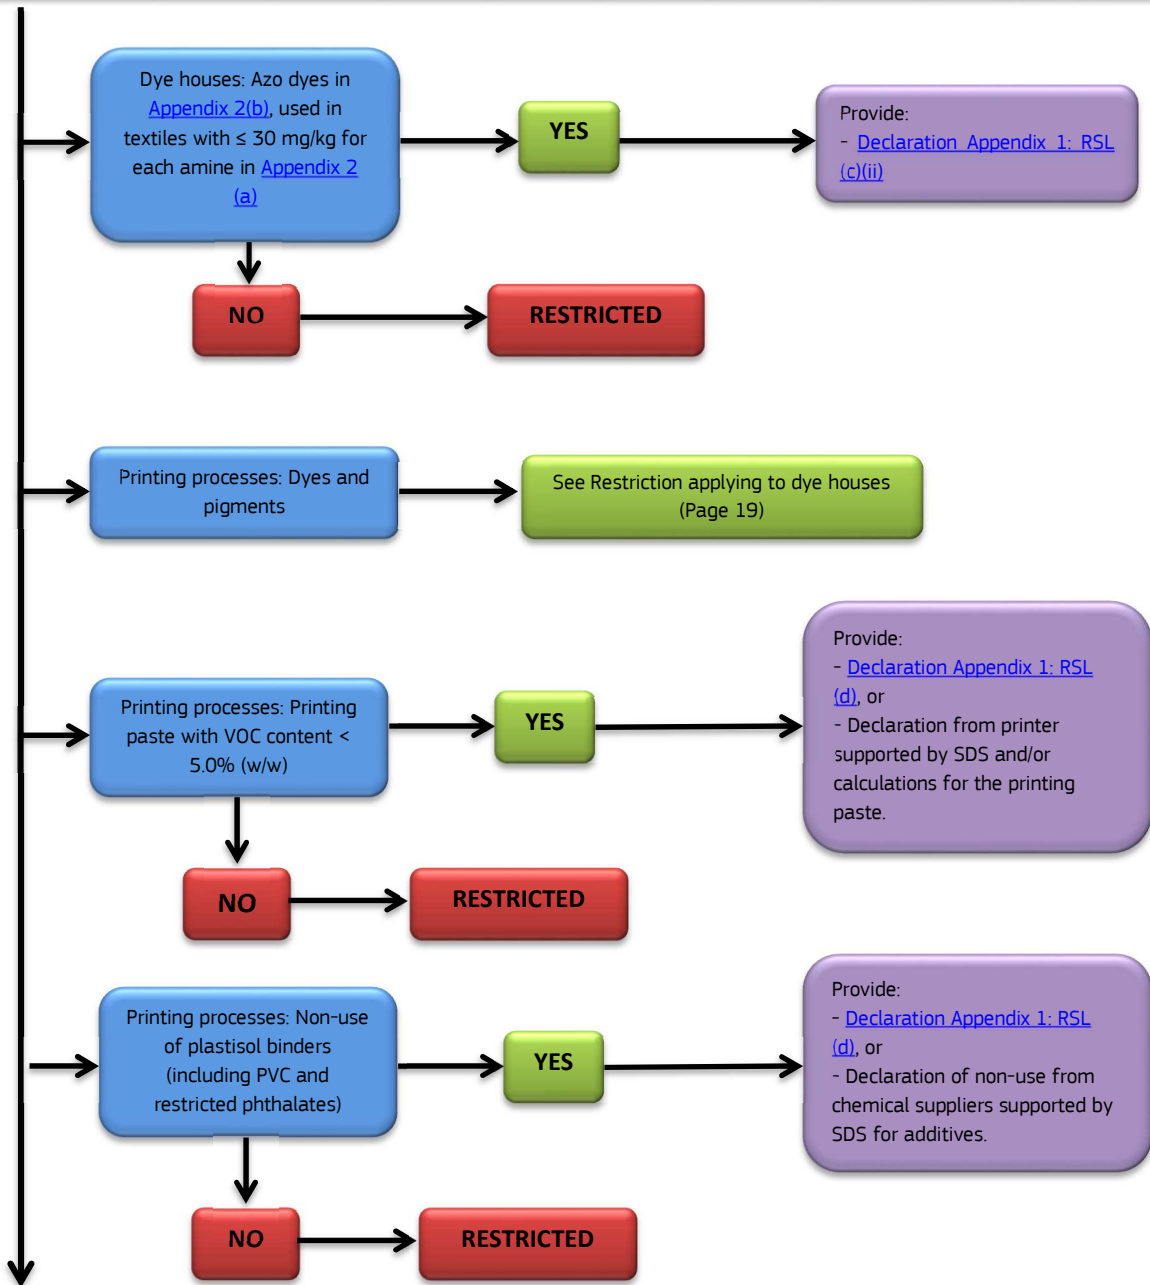 Dye houses: Azo dyes in
Appendix 2(b), used in
textiles with ≤ 30 mg/kg for
each amine in Appendix 2
(a)
YES
Provide:
- Declaration Appendix 1: RSL
(c)(ii)
NO
RESTRICTED
Printing processes: Dyes and
pigments
See Restriction applying to dye houses
(Page 19)
Printing processes: Printing
paste with VOC content <
5.0% (w/w)
YES
Provide:
- Declaration Appendix 1: RSL
(d), or
- Declaration from printer
supported by SDS and/or
calculations for the printing
paste.
NO
RESTRICTED
Printing processes: Non-use
of plastisol binders
(including PVC and
restricted phthalates)
YES
Provide:
- Declaration Appendix 1: RSL
(d), or
- Declaration of non-use from
chemical suppliers supported by
SDS for additives.
NO
RESTRICTED